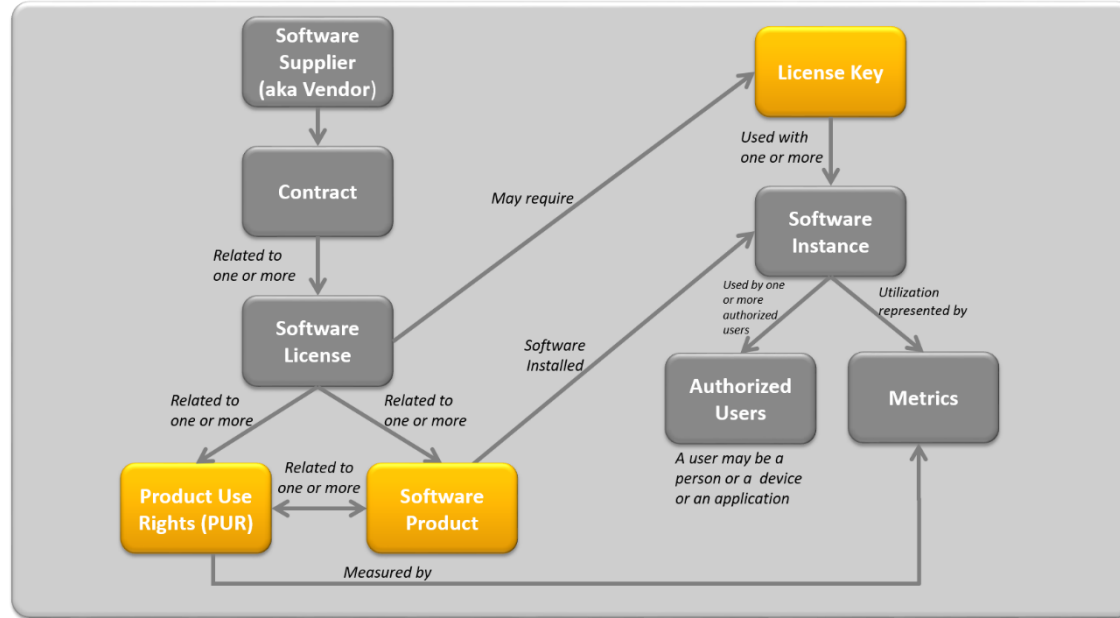 Software
Supplier
(aka Vendor)
License Key
Used with
one or more
Contract
May require
Software
Instance
Related to
one or more
Used by one
or more
authorized
users
Utilization
represented by
Software
License
Software
Installed
Authorized
Users
Metrics
Related to
one or more
Related to
one or more
A user may be a
person or a  device
or an application
Related to
one or more
Product Use
Rights (PUR)
Software
Product
Measured by